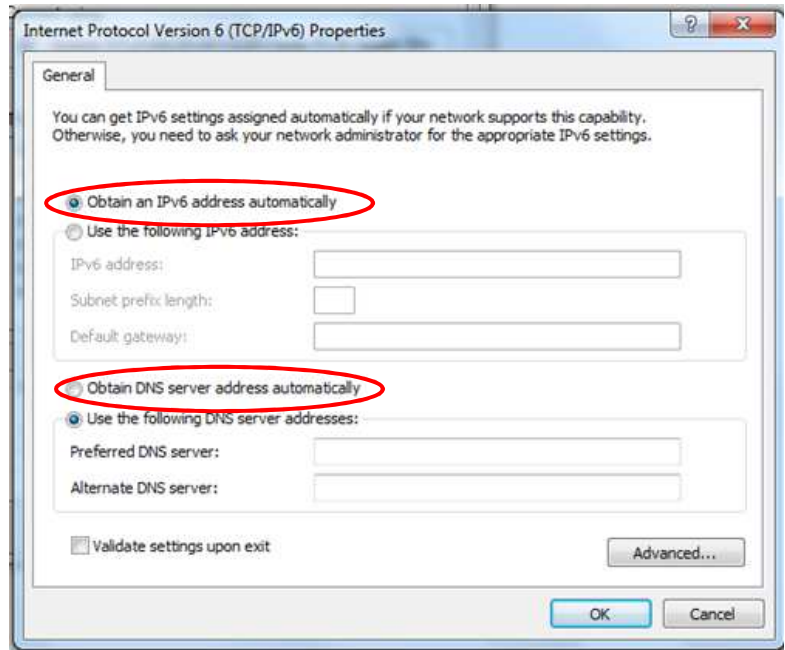 Internet Protocol Version 6 (TCP/IPv6) Properties
General
You can get IPv6 settings assigned automatically if your network supports this capability.
Otherwise, you need to ask your network administrator for the appropriate IPv6 settings.
Obtain an IPv6 address automatically
Use the following IPv6 address:
IPv6 address:
Subnet prefix length:
Default gateway:
Obtain DNS server address automatically
Use the following DNS server addresses:
Preferred DNS server:
Alternate DNS server:
Validate settings upon exit
Advanced...
OK Cancel